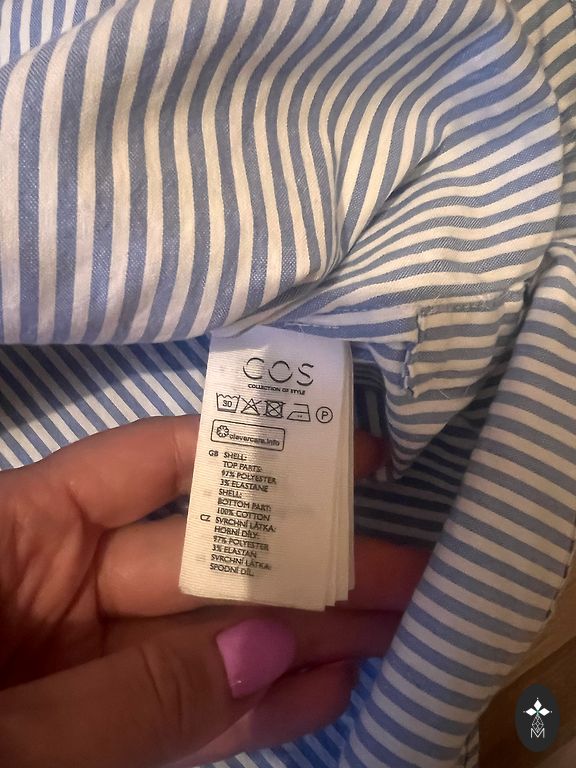 COS
COLLECTION OF STYLE
30
P
clevercare.info
GB SHELL:
TOP PARTS:
97% POLYESTER
3% ELASTANE
SHELL:
BOTTOM PART:
100% COTTON
CZ SVRCHNÍ LÁTKA:
HORNÍ DÍLY:
97% POLYESTER
3% ELASTAN
SVRCHNÍ LÁTKA:
SPODNÍ DÍL:
M